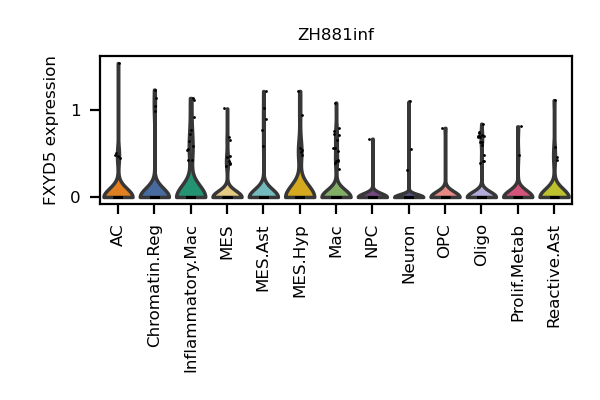 ZH881inf
FXYD5 expression
1
0
AC
Chromatin.Reg
Inflammatory.Mac
MES
MES.Ast
MES.Hyp
Mac
NPC
Neuron
OPC
Oligo
Prolif.Metab
Reactive.Ast